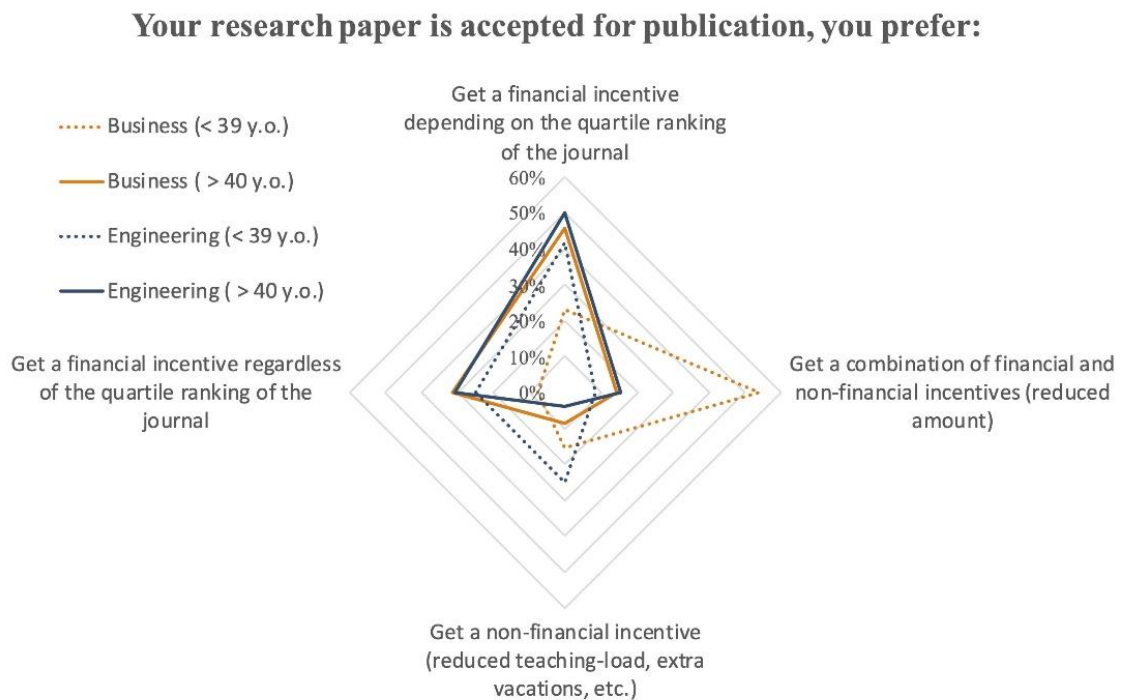 Your research paper is accepted for publication, you prefer:
Get a financial incentive
depending on the quartile ranking
of the journal
Business (< 39 y.o.)
Business ( > 40 y.o.)
Engineering (< 39 y.o.)
Engineering ( > 40 y.o.)
60%
50%
40%
30%
20%
10%
0%
Get a financial incentive regardless
of the quartile ranking of the
journal
Get a combination of financial and
non-financial incentives (reduced
amount)
Get a non-financial incentive
(reduced teaching-load, extra
vacations, etc.)